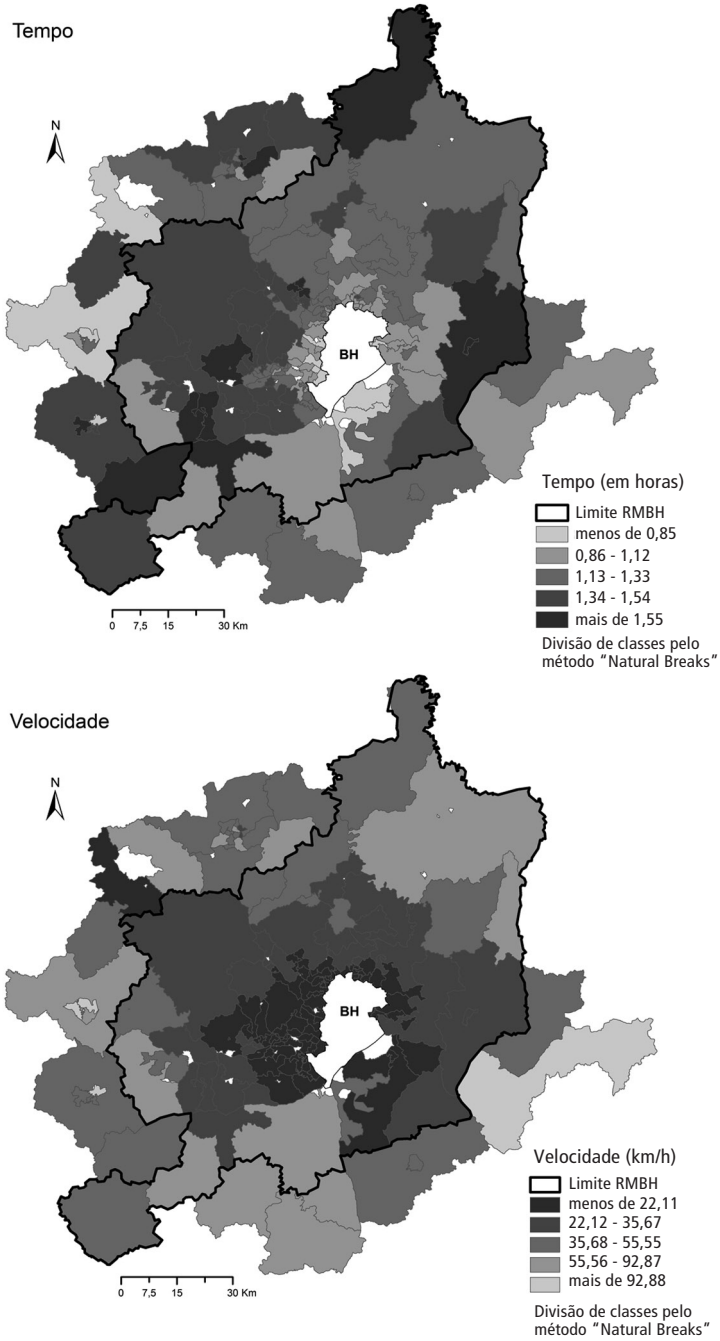 Tempo
N
BH
Tempo (em horas)
Limite RMBH
menos de 0,85
0,86 - 1,12
1,13 - 1,33
1,34 - 1,54
mais de 1,55
Divisão de classes pelo
método “Natural Breaks”
0 7,5 15 30 Km
Velocidade
N
BH
Velocidade (km/h)
Limite RMBH
menos de 22,11
22,12 - 35,67
35,68 - 55,55
55,56 - 92,87
mais de 92,88
Divisão de classes pelo
método “Natural Breaks”
0 7,5 15 30 Km